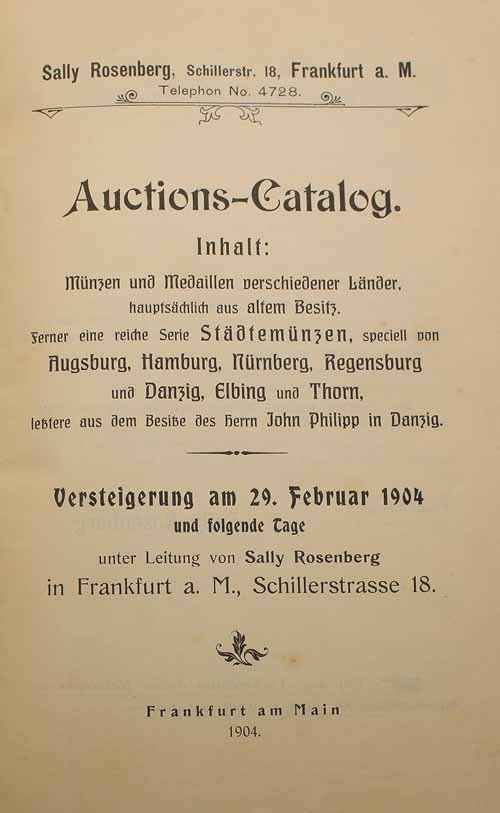 Sally Rosenberg, Schillerstr. 18, Frankfurt a. M.
Telephon No. 4728.
Auctions-Catalog.
Inhalt:
Münzen und Medaillen verschiedener Länder,
hauptsächlich aus altem Besitz.
Ferner eine reiche Serie Städtemünzen, speciell von
Augsburg, Hamburg, Nürnberg, Regensburg
und Danzig, Elbing und Thorn,
letztere aus dem Besitze des Herrn John Philipp in Danzig.
Versteigerung am 29. Februar 1904
und folgende Tage
unter Leitung von Sally Rosenberg
in Frankfurt a. M., Schillerstrasse 18.
Frankfurt am Main
1904.